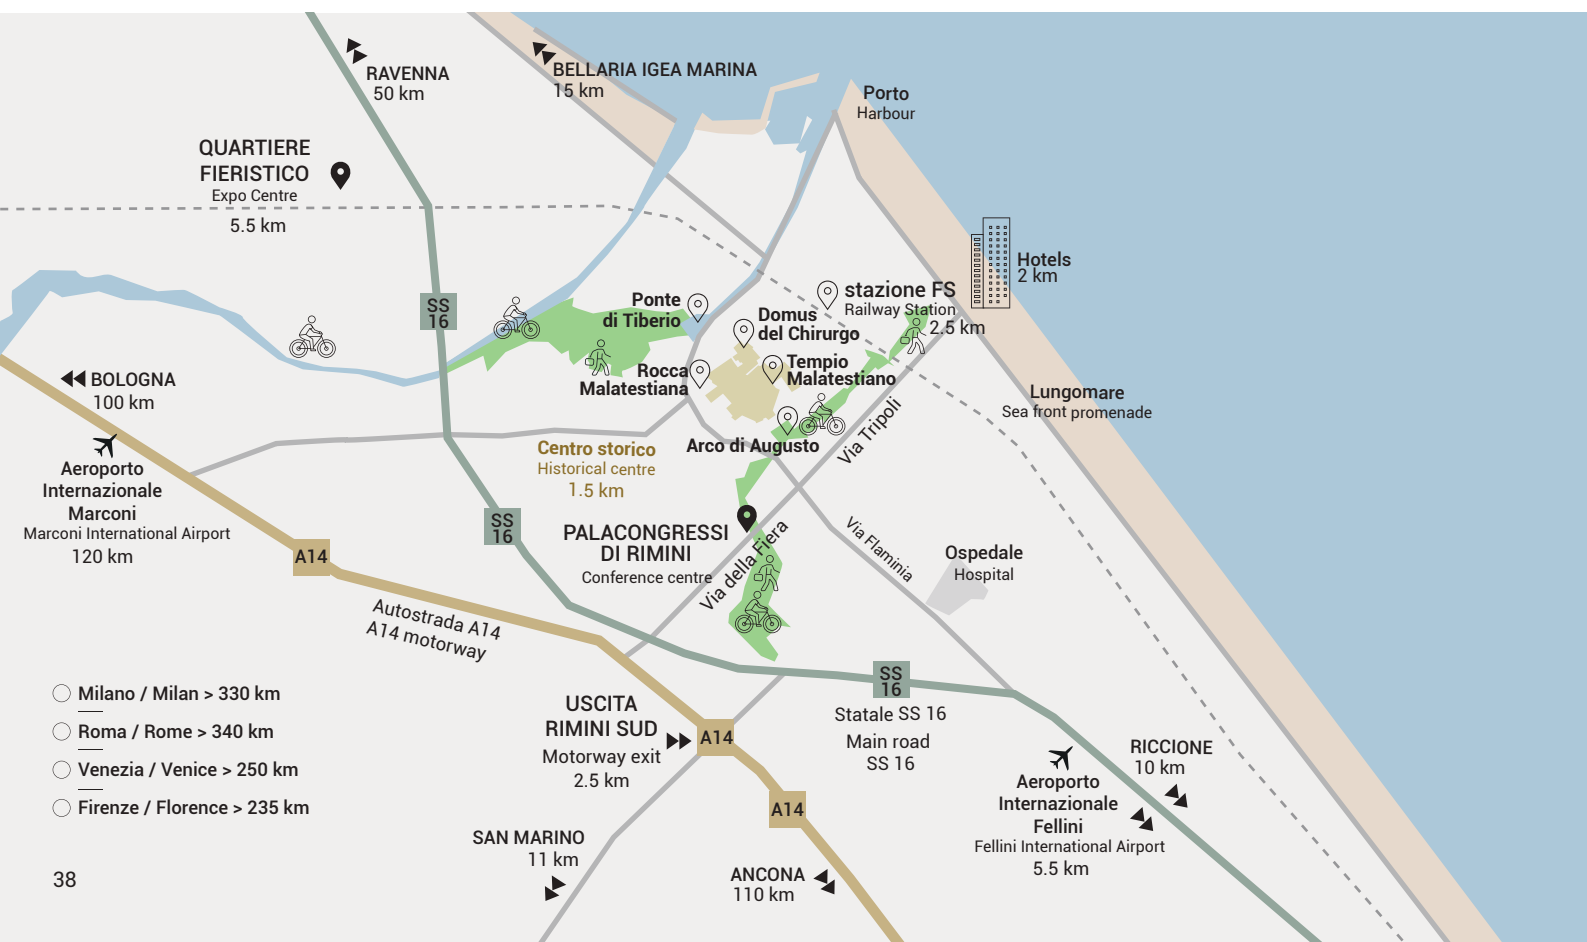 RAVENNA
50 km
BELLARIA IGEA MARINA
15 km
Porto
Harbour
QUARTIERE
FIERISTICO
Expo Centre
5.5 km
Hotels
2 km
SS
16
Ponte
di Tiberio
stazione FS
Railway Station
2.5 km
Domus
del Chirurgo
Rocca
Malatestiana
Tempio
Malatestiano
BOLOGNA
100 km
Lungomare
Sea front promenade
Arco di Augusto
Via Tripoli
Centro storico
Historical centre
1.5 km
Aeroporto
Internazionale
Marconi
Marconi International Airport
120 km
A14
SS
16
PALACONGRESSI
DI RIMINI
Conference centre
Via della Fiera
Via Flaminia
Ospedale
Hospital
Autostrada A14
A14 motorway
Milano / Milan > 330 km
Roma / Rome > 340 km
Venezia / Venice > 250 km
Firenze / Florence > 235 km
USCITA
RIMINI SUD
Motorway exit
2.5 km
A14
SS
16
Statale SS 16
Main road
SS 16
RICCIONE
10 km
Aeroporto
Internazionale
Fellini
Fellini International Airport
5.5 km
A14
SAN MARINO
11 km
ANCONA
110 km
38